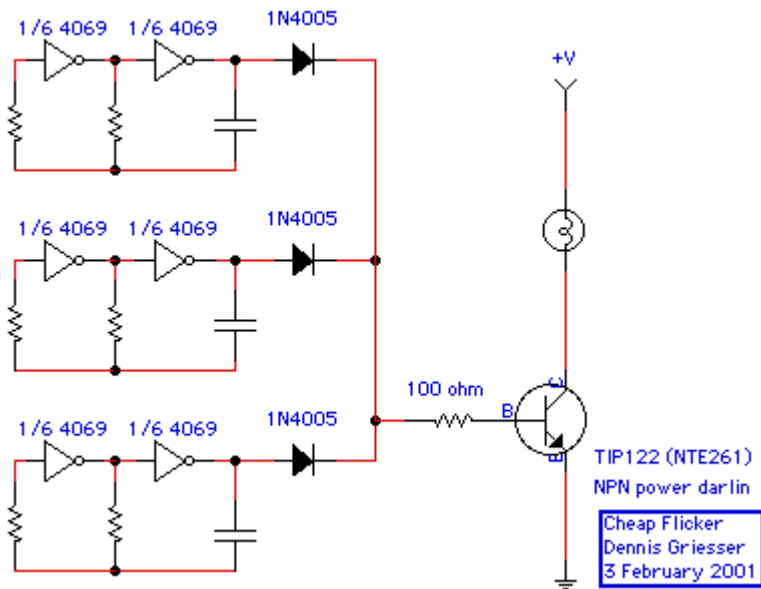 1N4005
1/6 4069 1/6 4069
+V
1N4005
1/6 4069 1/6 4069
100 ohm
C
B
E
1N4005
1/6 4069 1/6 4069
TIP122 (NTE261)
NPN power darlin
Cheap Flicker
Dennis Griesser
3 February 2001